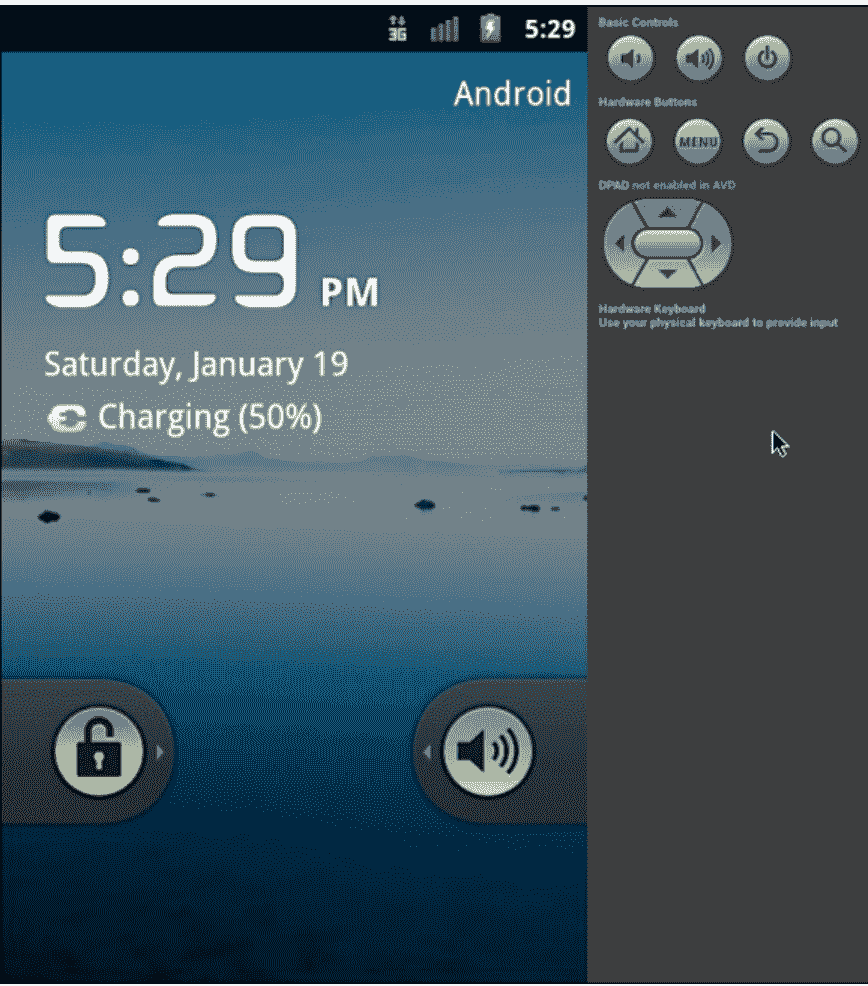 3G 5:29
Android
5:29 PM
Saturday, January 19
Charging (50%)
Basic Controls
Hardware Buttons
MENU
DPAD not enabled in AVD
Hardware Keyboard
Use your physical keyboard to provide input